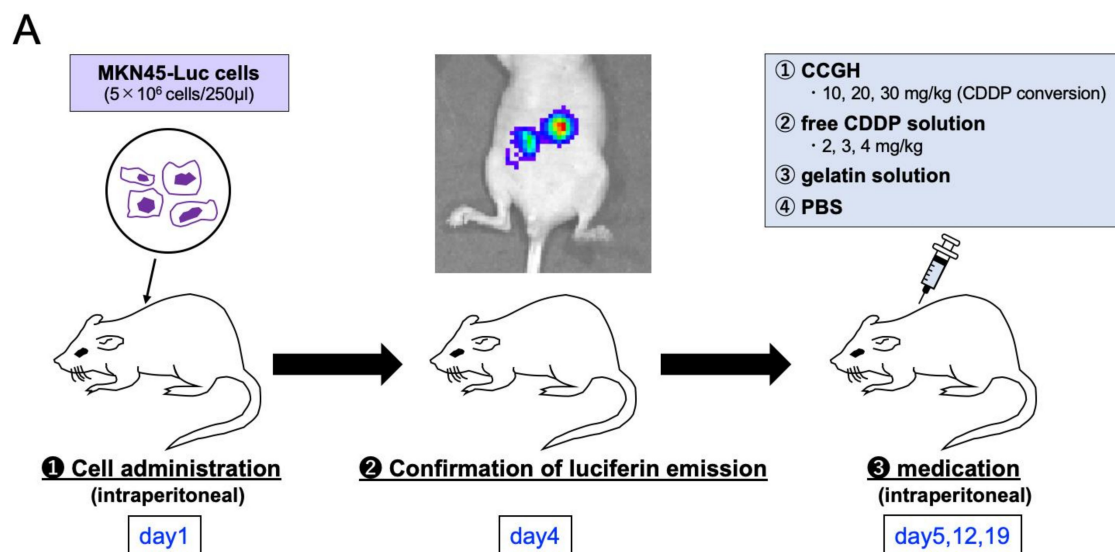 A
MKN45-Luc cells
(5×10⁶ cells/250µl)
① CCGH
・10, 20, 30 mg/kg (CDDP conversion)
② free CDDP solution
・2, 3, 4 mg/kg
③ gelatin solution
④ PBS
❶ Cell administration
(intraperitoneal)
day1
❷ Confirmation of luciferin emission
day4
❸ medication
(intraperitoneal)
day5,12,19